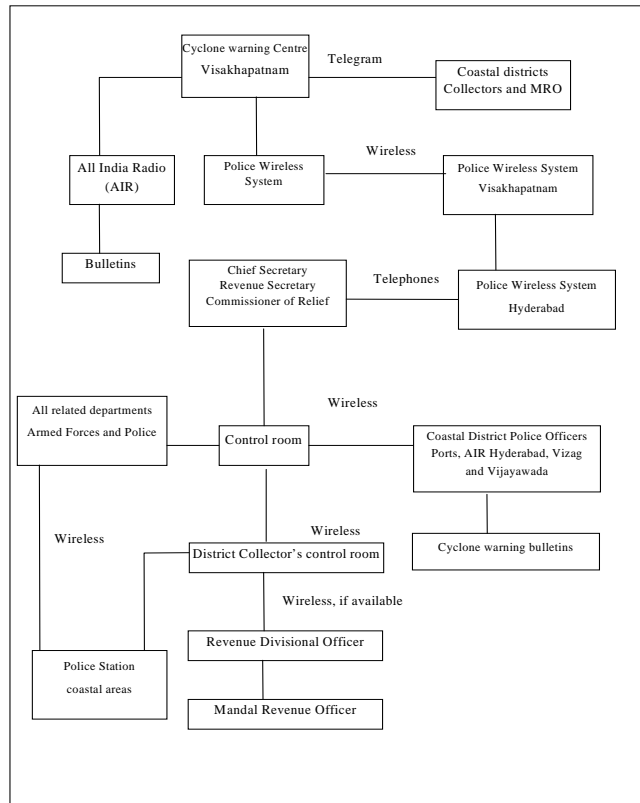 Cyclone warning Centre
Visakhapatnam
Telegram
Coastal districts
Collectors and MRO
All India Radio
(AIR)
Police Wireless
System
Wireless
Police Wireless System
Visakhapatnam
Bulletins
Chief Secretary
Revenue Secretary
Commissioner of Relief
Telephones
Police Wireless System
Hyderabad
All related departments
Armed Forces and Police
Control room
Wireless
Coastal District Police Officers
Ports, AIR Hyderabad, Vizag
and Vijayawada
Wireless
Wireless
District Collector's control room
Cyclone warning bulletins
Wireless, if available
Revenue Divisional Officer
Police Station
coastal areas
Mandal Revenue Officer